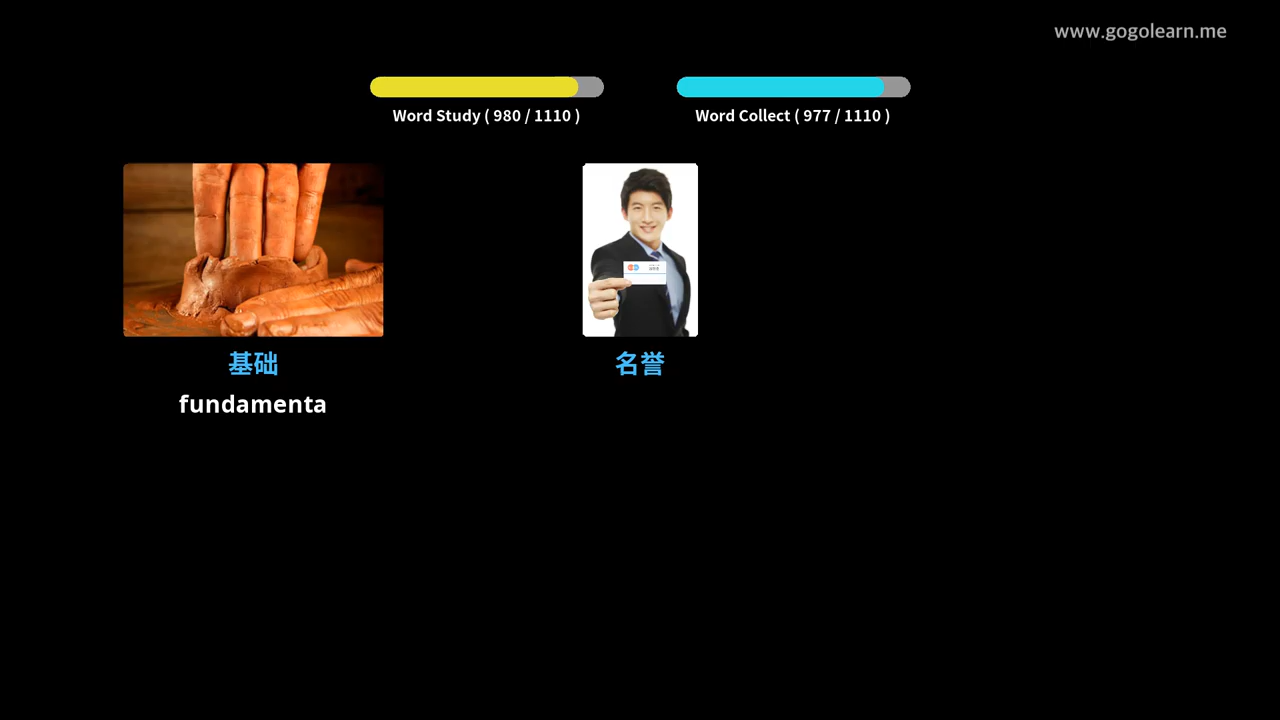 www.gogolearn.me
Word Study ( 980 / 1110 )
Word Collect ( 977 / 1110 )
基础
名誉
fundamenta